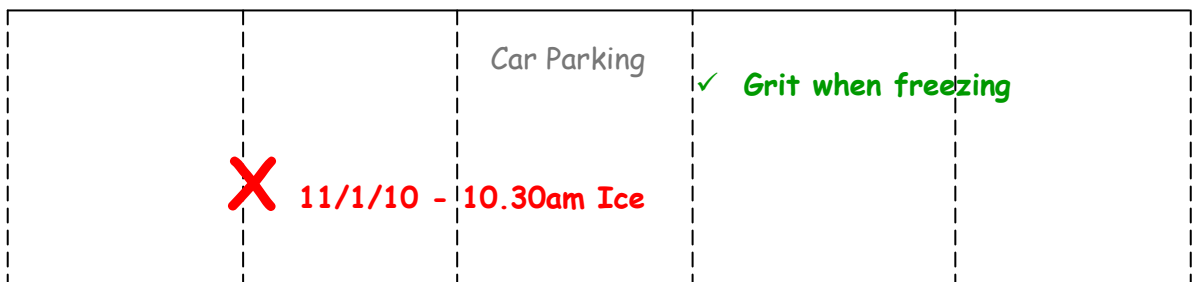 Car Parking
✓ Grit when freezing
X 11/1/10 - 10.30am Ice